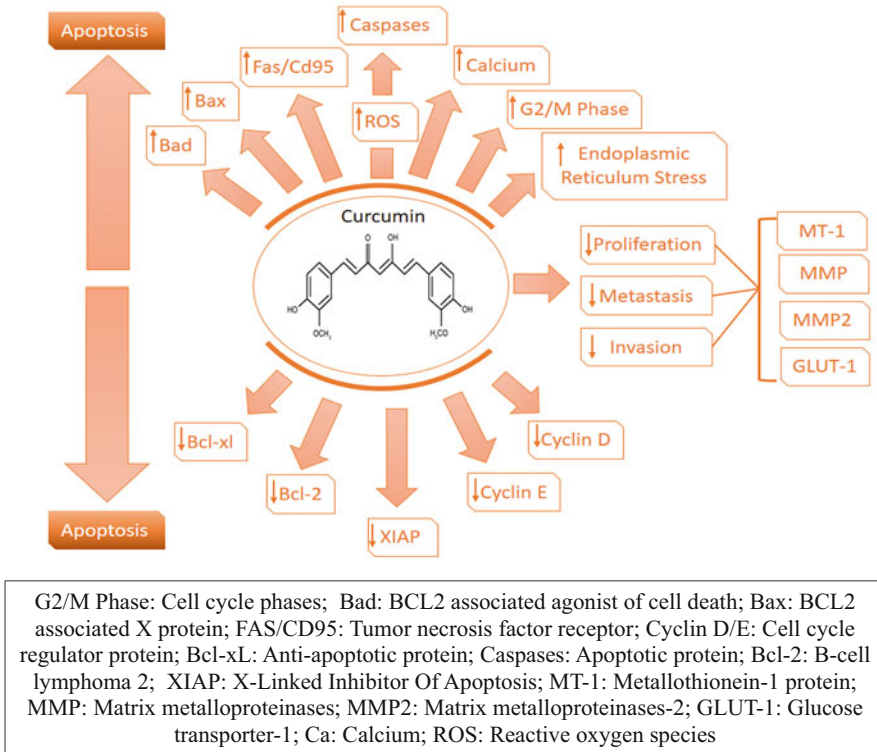 Apoptosis
↑ Caspases
↑ Fas/Cd95
↑ Calcium
↑ Bax
↑ ROS
↑ G2/M Phase
↑ Bad
↑ Endoplasmic
Reticulum Stress
Curcumin
O
OH
HO
OCH3
H3CO
OH
↓ Proliferation
↓ Metastasis
↓ Invasion
MT-1
MMP
MMP2
GLUT-1
↓ Bcl-xl
↓ Bcl-2
↓ XIAP
↓ Cyclin E
↓ Cyclin D
Apoptosis
G2/M Phase: Cell cycle phases; Bad: BCL2 associated agonist of cell death; Bax: BCL2
associated X protein; FAS/CD95: Tumor necrosis factor receptor; Cyclin D/E: Cell cycle
regulator protein; Bcl-xL: Anti-apoptotic protein; Caspases: Apoptotic protein; Bcl-2: B-cell
lymphoma 2; XIAP: X-Linked Inhibitor Of Apoptosis; MT-1: Metallothionein-1 protein;
MMP: Matrix metalloproteinases; MMP2: Matrix metalloproteinases-2; GLUT-1: Glucose
transporter-1; Ca: Calcium; ROS: Reactive oxygen species